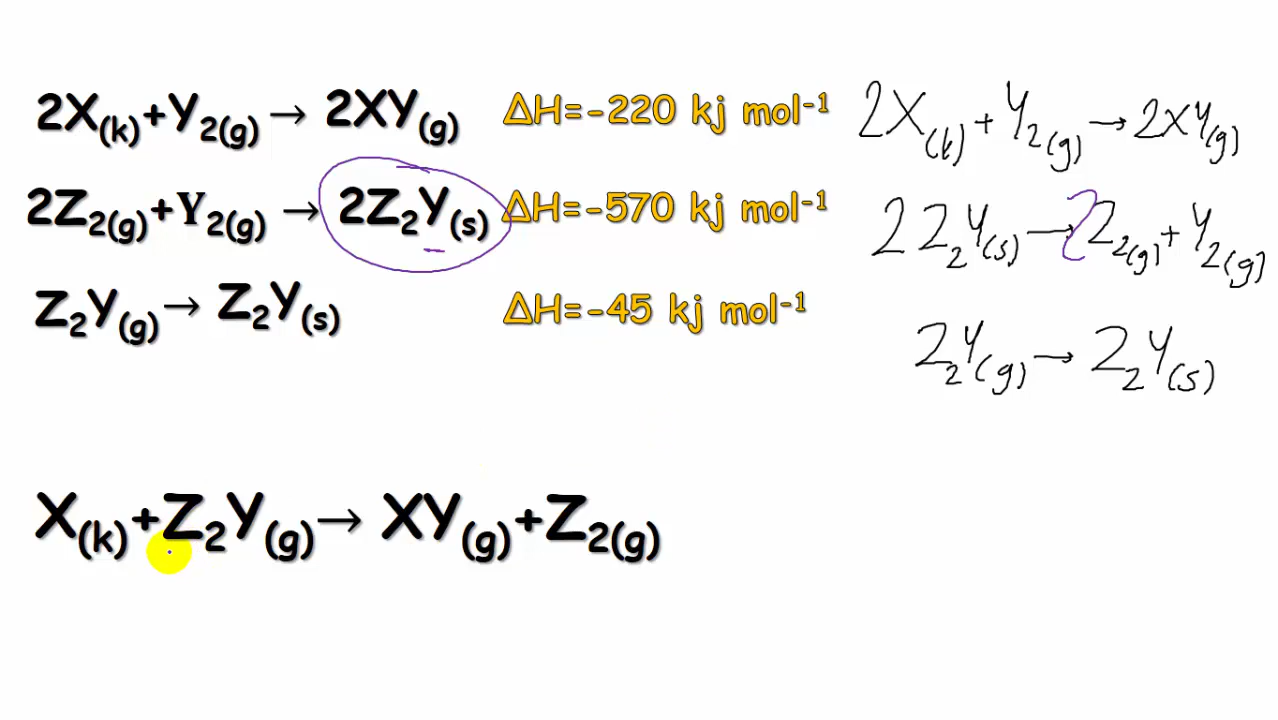 2X(k)+Y2(g) → 2XY(g) ΔH=-220 kj mol-1 2X(k)+Y2(g)→2XY(g)
2Z2(g)+Y2(g) → 2Z2Y(s) ΔH=-570 kj mol-1 2Z2Y(s)→2Z2(g)+Y2(g)
Z2Y(g)→ Z2Y(s) ΔH=-45 kj mol-1 Z2Y(g)→ Z2Y(s)
X(k)+Z2Y(g)→ XY(g)+Z2(g)